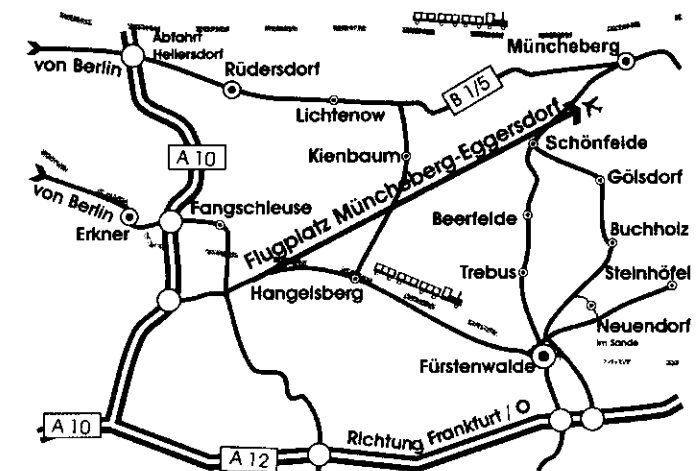 Abfahrt
Hellersdorf
von Berlin
Rüdersdorf
Lichtenow
B 1/5
Müncheberg
A 10
Kienbaum
Flugplatz Müncheberg-Eggersdorf
Schönfelde
Gölsdorf
von Berlin
Erkner
Fangschleuse
Beerfelde
Buchholz
Hangelsberg
Trebus
Steinhöfel
Neuendorf
im Sande
Fürstenwalde
A 10
A 12
Richtung Frankfurt / O